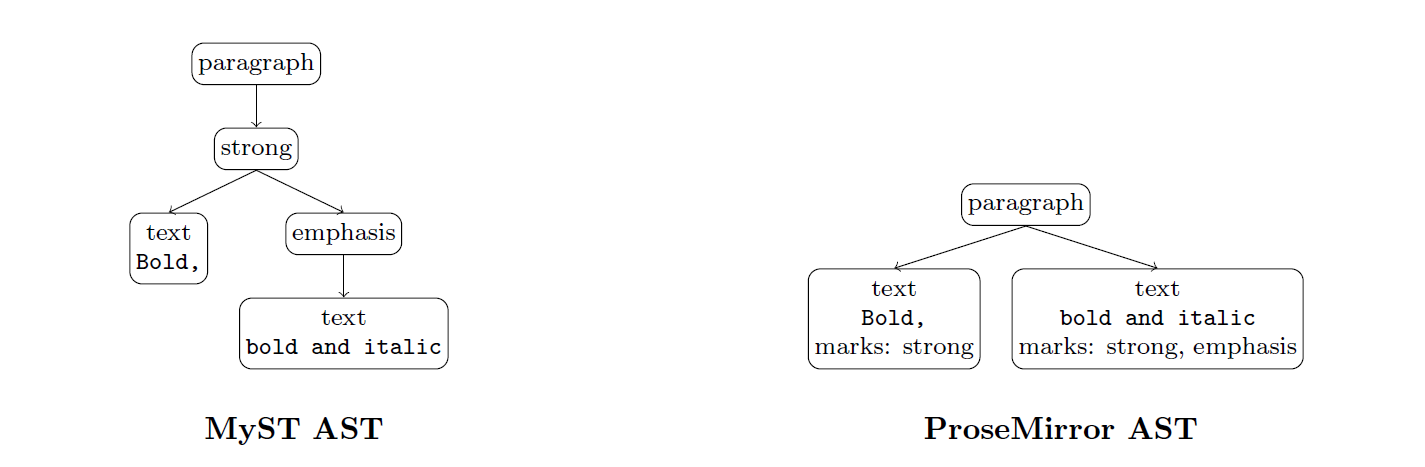 paragraph
strong
text
Bold,
emphasis
text
bold and italic
MyST AST
paragraph
text
Bold,
marks: strong
text
bold and italic
marks: strong, emphasis
ProseMirror AST